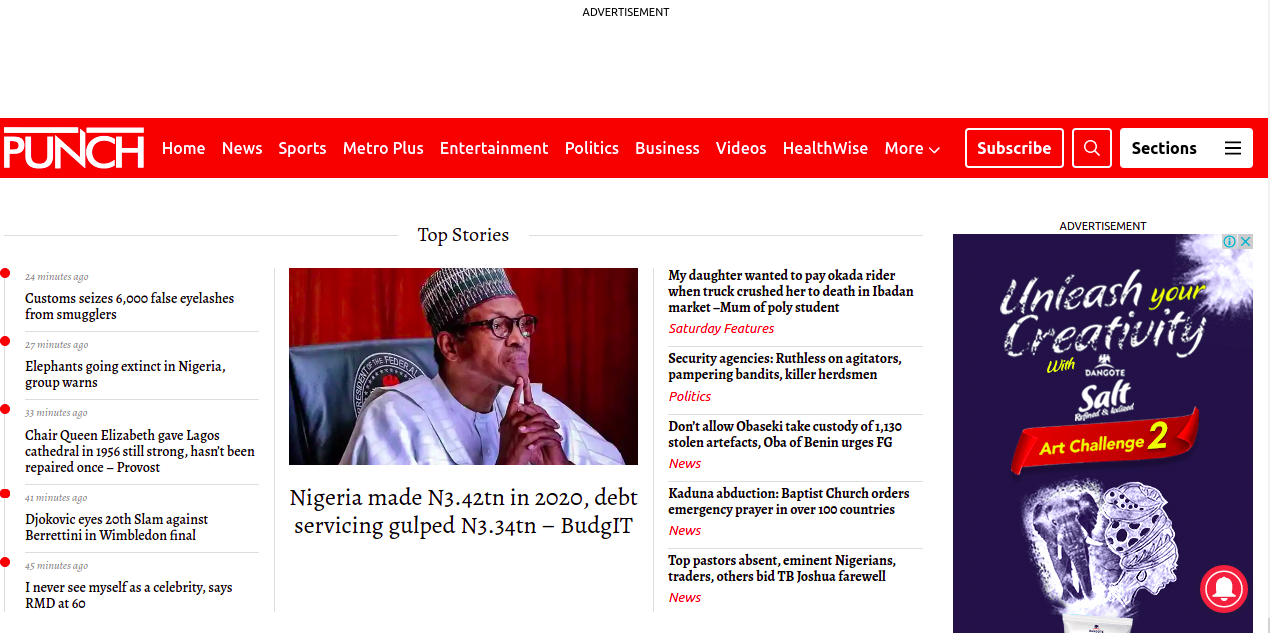 ADVERTISEMENT
PUNCH
Home News Sports Metro Plus Entertainment Politics Business Videos HealthWise More Subscribe Sections
Top Stories
24 minutes ago
Customs seizes 6,000 false eyelashes
from smugglers
27 minutes ago
Elephants going extinct in Nigeria,
group warns
33 minutes ago
Chair Queen Elizabeth gave Lagos
cathedral in 1956 still strong, hasn't been
repaired once – Provost
41 minutes ago
Djokovic eyes 20th Slam against
Berrettini in Wimbledon final
45 minutes ago
I never see myself as a celebrity, says
RMD at 60
PRESIDENT OF THE FEDERAL
Nigeria made N3.42tn in 2020, debt
servicing gulped N3.34tn – BudgIT
My daughter wanted to pay okada rider
when truck crushed her to death in Ibadan
market –Mum of poly student
Saturday Features
Security agencies: Ruthless on agitators,
pampering bandits, killer herdsmen
Politics
Don't allow Obaseki take custody of 1,130
stolen artefacts, Oba of Benin urges FG
News
Kaduna abduction: Baptist Church orders
emergency prayer in over 100 countries
News
Top pastors absent, eminent Nigerians,
traders, others bid TB Joshua farewell
News
ADVERTISEMENT
Unleash your
Creativity
With
DANGOTE
Salt
Refined & Iodized
Art Challenge 2